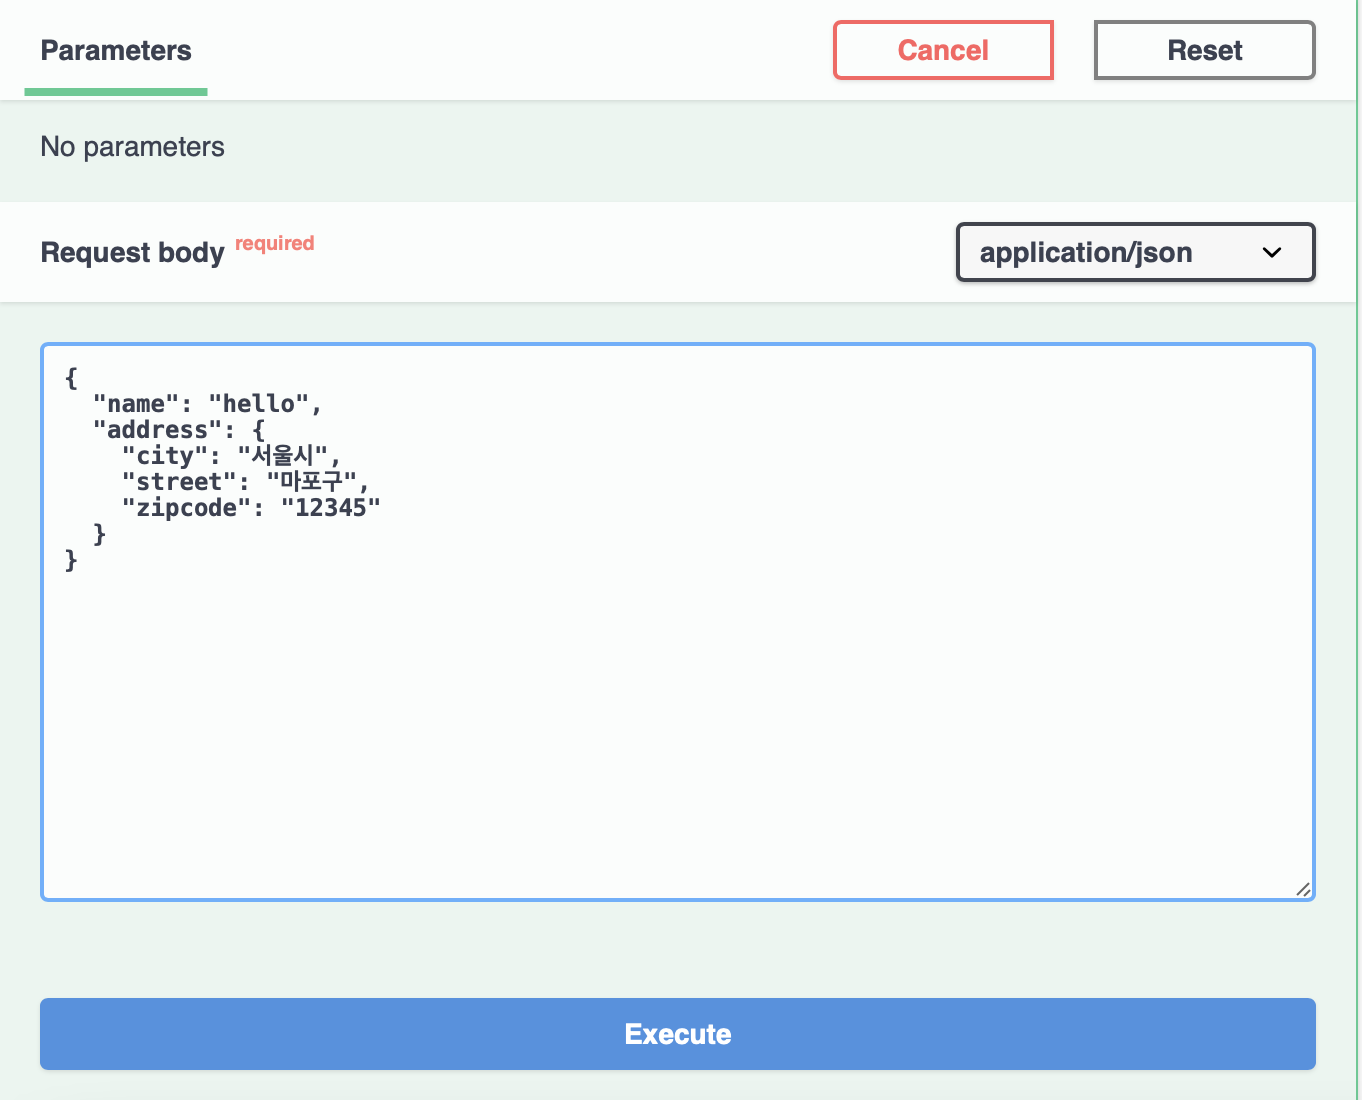 Parameters
Cancel
Reset
No parameters
Request body required
application/json
{
  "name": "hello",
  "address": {
    "city": "서울시",
    "street": "마포구",
    "zipcode": "12345"
  }
}
Execute